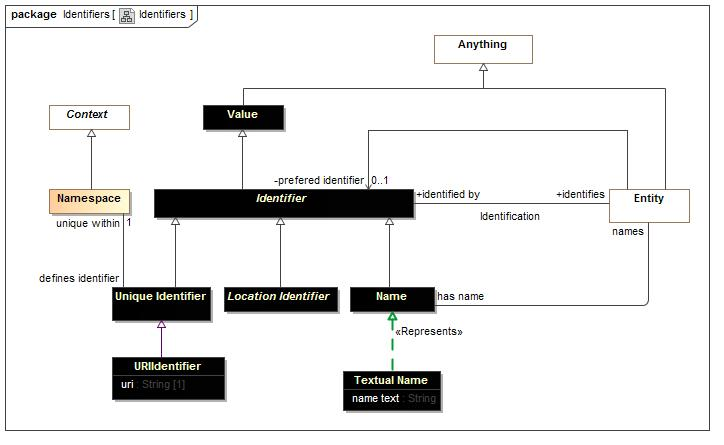 package Identifiers [ Identifiers ]
Anything
Value
Context
-prefered identifier 0..1
Namespace
Identifier
+identified by
+identifies
Entity
Identification
unique within 1
names
defines identifier
Unique Identifier
Location Identifier
Name
has name
«Represents»
URIIdentifier
uri : String [1]
Textual Name
name text : String